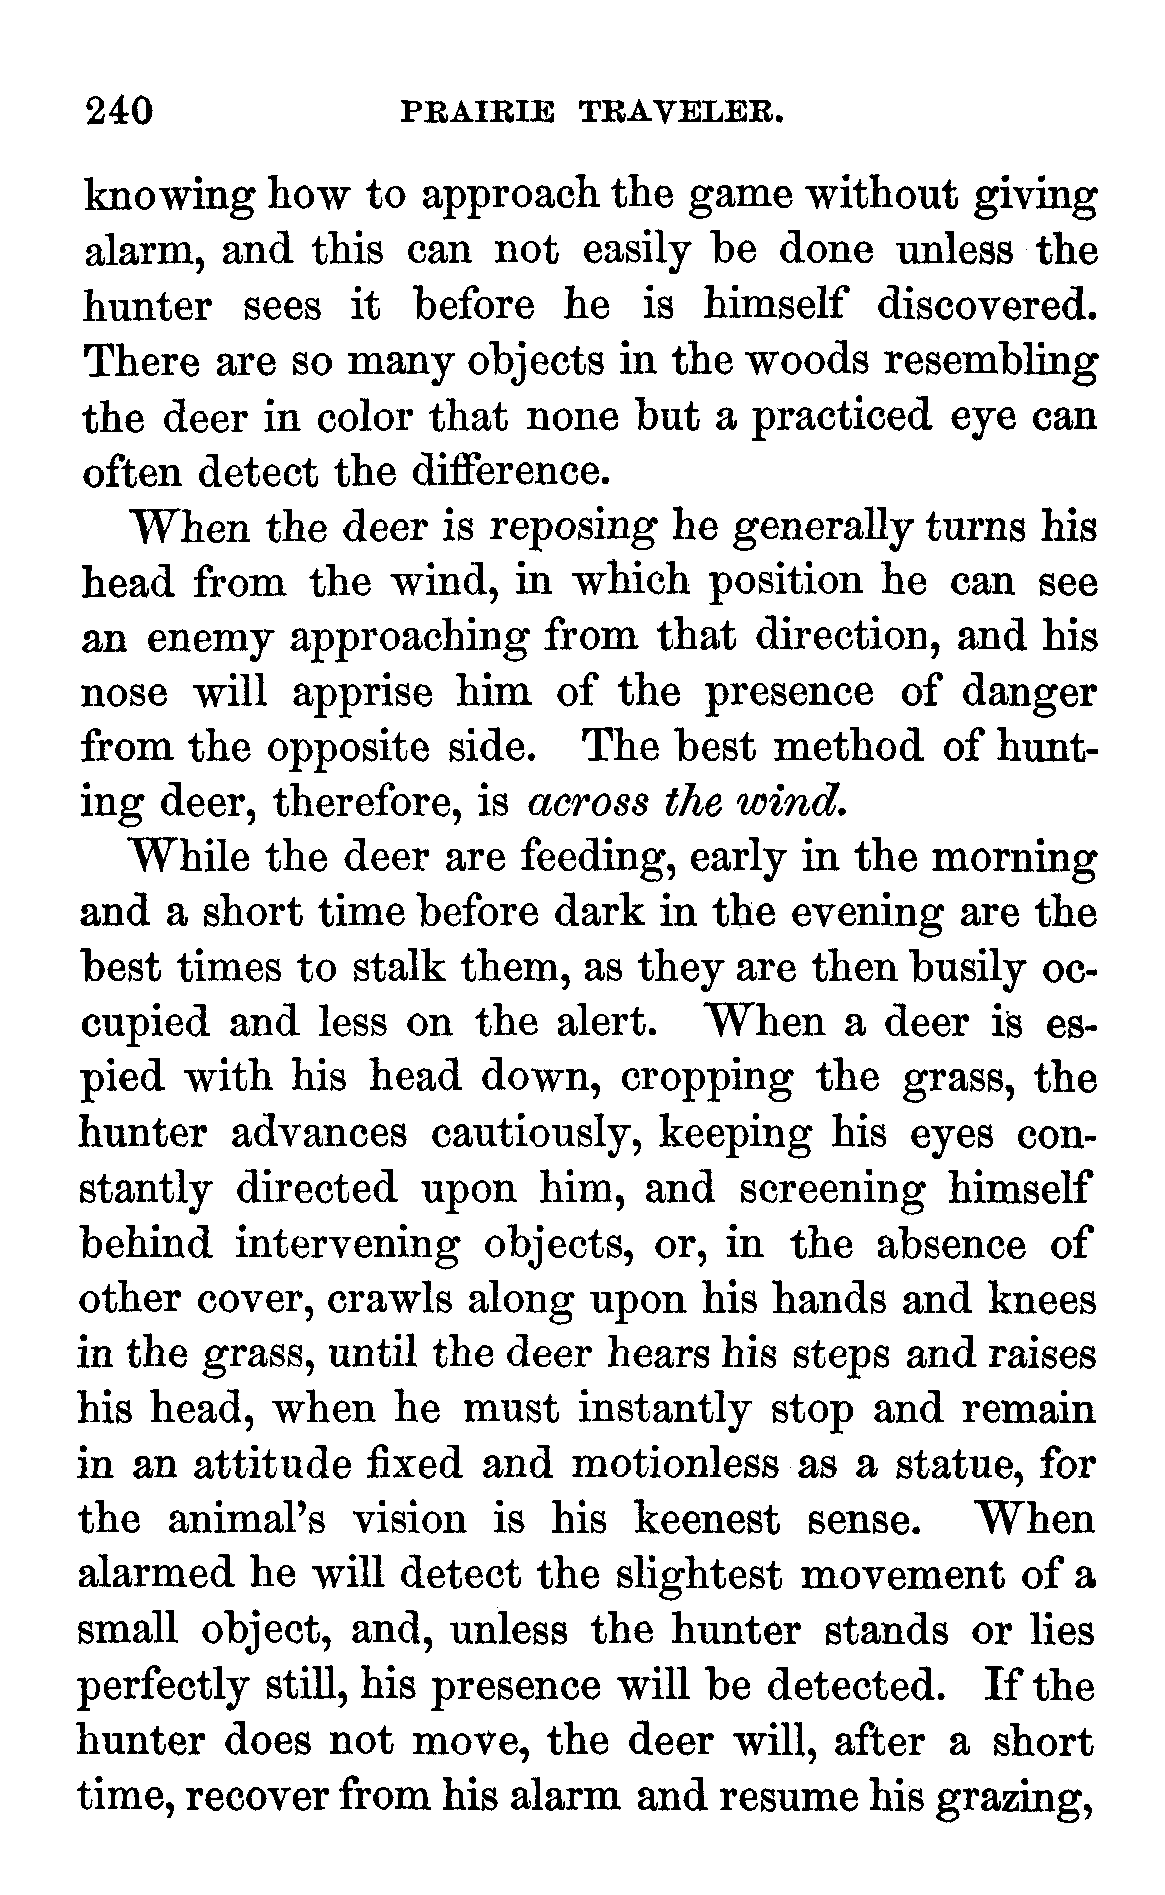 240 PRAIRIE TRAVELER.
knowing how to approach the game without giving
alarm, and this can not easily be done unless the
hunter sees it before he is himself discovered.
There are so many objects in the woods resembling
the deer in color that none but a practiced eye can
often detect the difference.
When the deer is reposing he generally turns his
head from the wind, in which position he can see
an enemy approaching from that direction, and his
nose will apprise him of the presence of danger
from the opposite side. The best method of hunt-
ing deer, therefore, is across the wind.
While the deer are feeding, early in the morning
and a short time before dark in the evening are the
best times to stalk them, as they are then busily oc-
cupied and less on the alert. When a deer is es-
pied with his head down, cropping the grass, the
hunter advances cautiously, keeping his eyes con-
stantly directed upon him, and screening himself
behind intervening objects, or, in the absence of
other cover, crawls along upon his hands and knees
in the grass, until the deer hears his steps and raises
his head, when he must instantly stop and remain
in an attitude fixed and motionless as a statue, for
the animal's vision is his keenest sense. When
alarmed he will detect the slightest movement of a
small object, and, unless the hunter stands or lies
perfectly still, his presence will be detected. If the
hunter does not move, the deer will, after a short
time, recover from his alarm and resume his grazing,